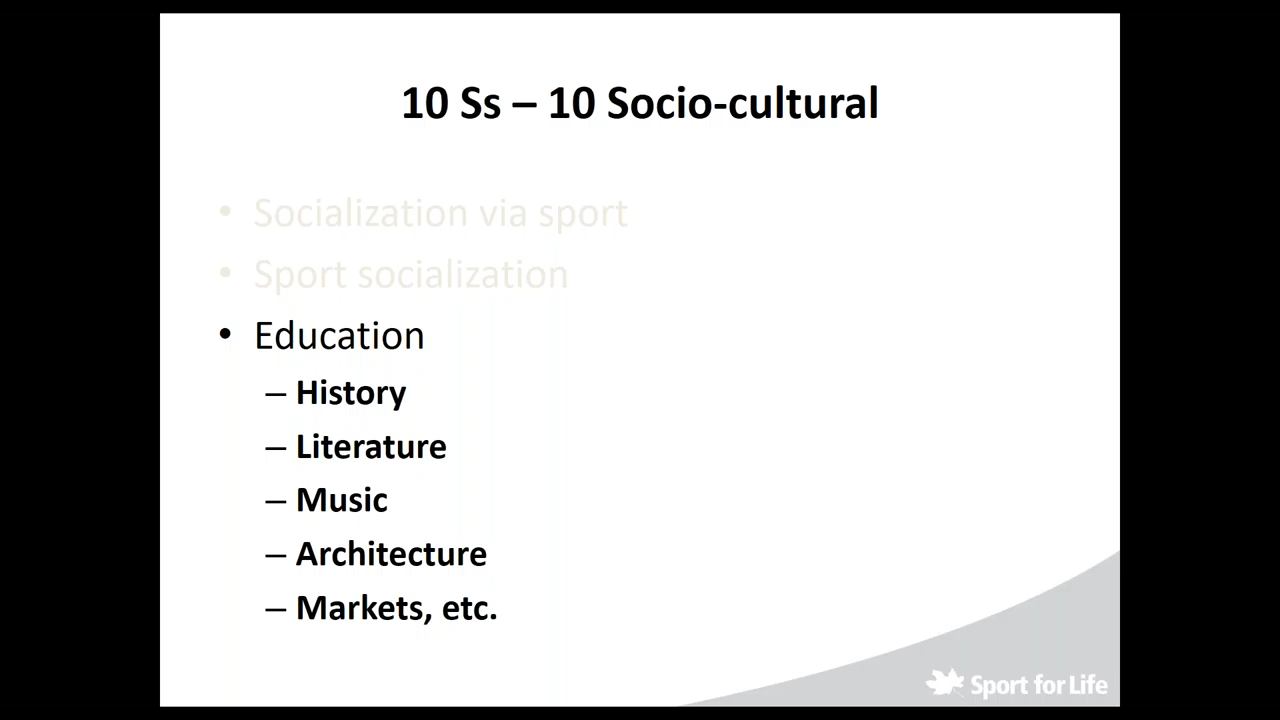 10 Ss – 10 Socio-cultural
• Socialization via sport
• Sport socialization
• Education
– History
– Literature
– Music
– Architecture
– Markets, etc.
Sport for Life